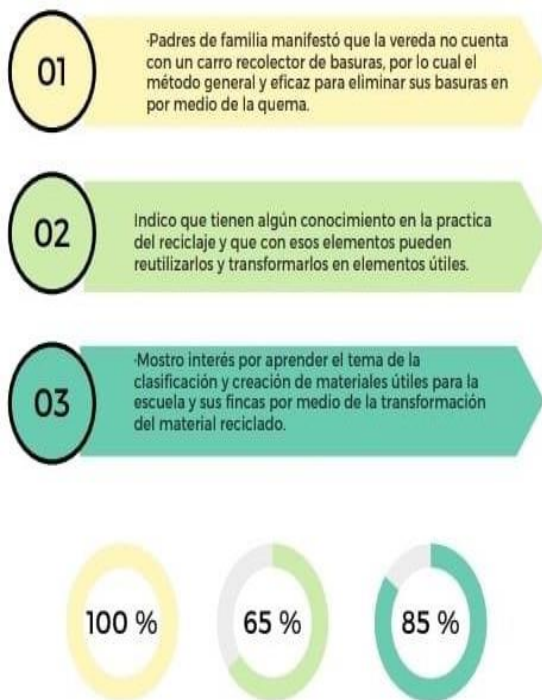 01
·Padres de familia manifestó que la vereda no cuenta
con un carro recolector de basuras, por lo cual el
método general y eficaz para eliminar sus basuras en
por medio de la quema.
02
Indico que tienen algún conocimiento en la practica
del reciclaje y que con esos elementos pueden
reutilizarlos y transformarlos en elementos útiles.
03
·Mostro interés por aprender el tema de la
clasificación y creación de materiales útiles para la
escuela y sus fincas por medio de la transformación
del material reciclado.
100 %
65 %
85 %